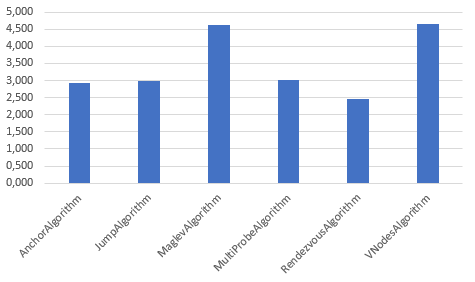 5,000
4,500
4,000
3,500
3,000
2,500
2,000
1,500
1,000
0,500
0,000
AnchorAlgorithm
JumpAlgorithm
MaglevAlgorithm
MultiProbeAlgorithm
RendezvousAlgorithm
VNodesAlgorithm